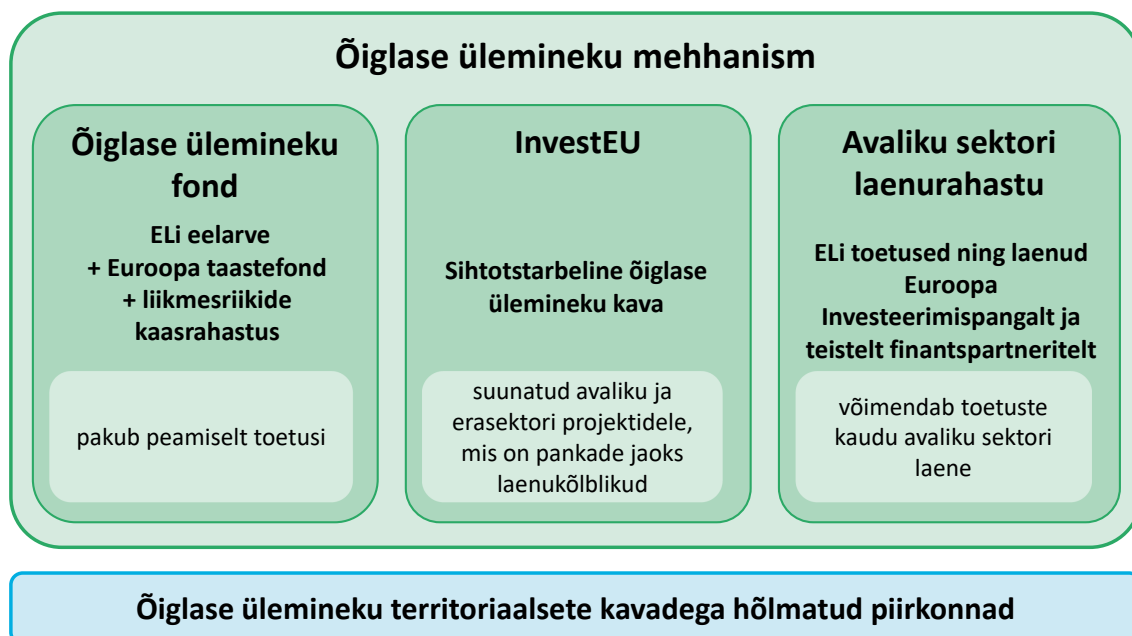 Õiglase ülemineku mehhanism
Õiglase ülemineku
fond
ELi eelarve
+ Euroopa taastefond
+ liikmesriikide
kaasrahastus
pakub peamiselt toetusi
InvestEU
Sihtotstarbeline õiglase
ülemineku kava
suunatud avaliku ja
erasektori projektidele,
mis on pankade jaoks
laenukõlblikud
Avaliku sektori
laenurahastu
ELi toetused ning laenud
Euroopa
Investeerimispangalt ja
teistelt finantspartneritelt
võimendab toetuste
kaudu avaliku sektori
laene
Õiglase ülemineku territoriaalsete kavadega hõlmatud piirkonnad